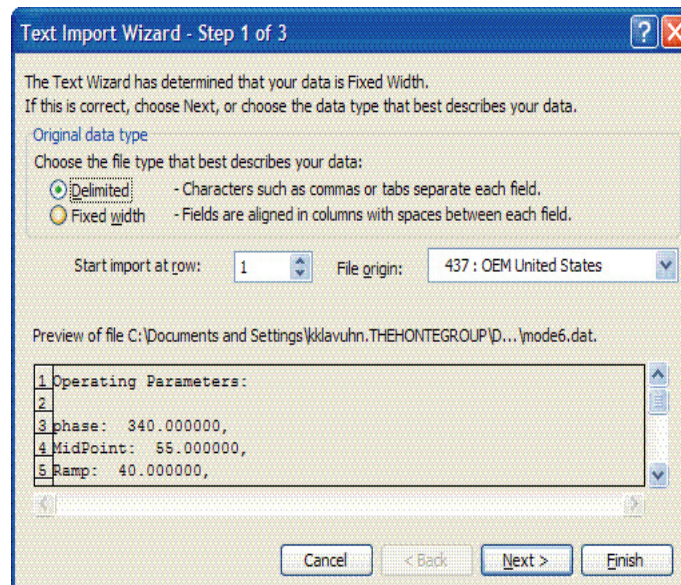 Text Import Wizard - Step 1 of 3
The Text Wizard has determined that your data is Fixed Width.
If this is correct, choose Next, or choose the data type that best describes your data.
Original data type
Choose the file type that best describes your data:
Delimited - Characters such as commas or tabs separate each field.
Fixed width - Fields are aligned in columns with spaces between each field.
Start import at row: 1 File origin: 437 : OEM United States
Preview of file C:\Documents and Settings\kklavuhn.THEHONTEGROUP\D...\mode6.dat.
1 Operating Parameters:
2
3 phase: 340.000000,
4 MidPoint: 55.000000,
5 Ramp: 40.000000,
Cancel < Back Next > Finish